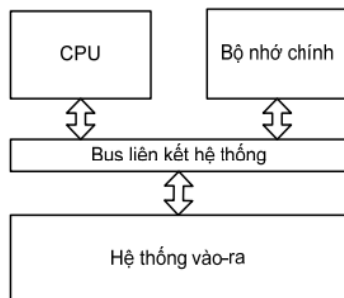 CPU
Bộ nhớ chính
Bus liên kết hệ thống
Hệ thống vào-ra